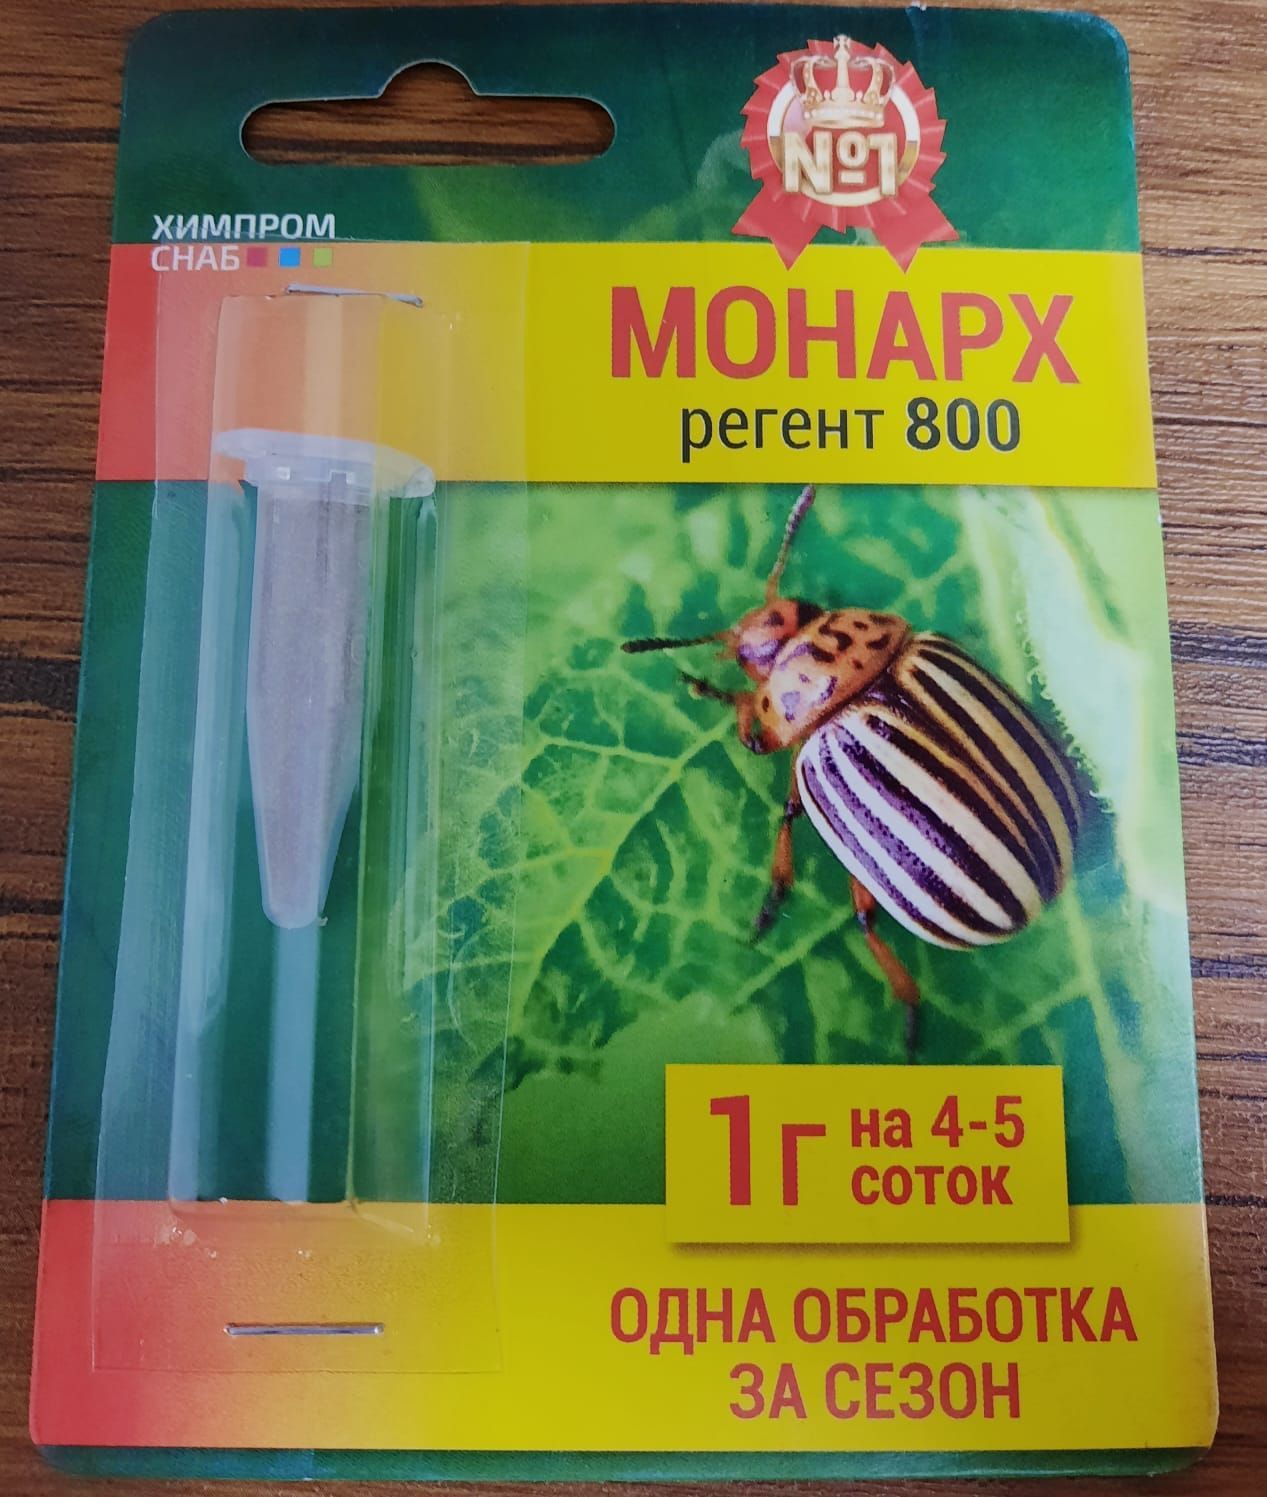 №1
ХИМПРОМ
СНАБ
МОНАРХ
регент 800
1г на 4-5
соток
ОДНА ОБРАБОТКА
ЗА СЕЗОН